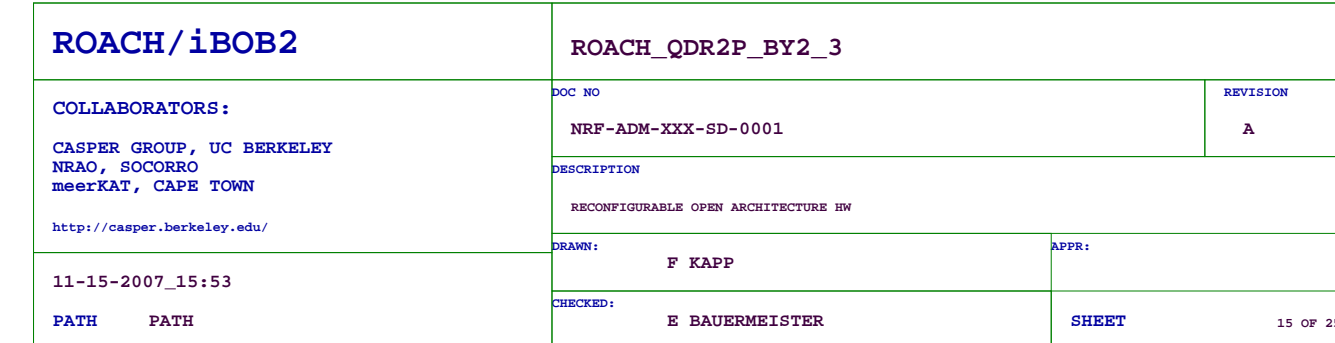 ROACH/iBOB2
ROACH_QDR2P_BY2_3
COLLABORATORS:
CASPER GROUP, UC BERKELEY
NRAO, SOCORRO
meerKAT, CAPE TOWN
http://casper.berkeley.edu/
11-15-2007_15:53
PATH PATH
DOC NO
NRF-ADM-XXX-SD-0001
REVISION
A
DESCRIPTION
RECONFIGURABLE OPEN ARCHITECTURE HW
DRAWN:
F KAPP
APPR:
CHECKED:
E BAUERMEISTER
SHEET
15 OF